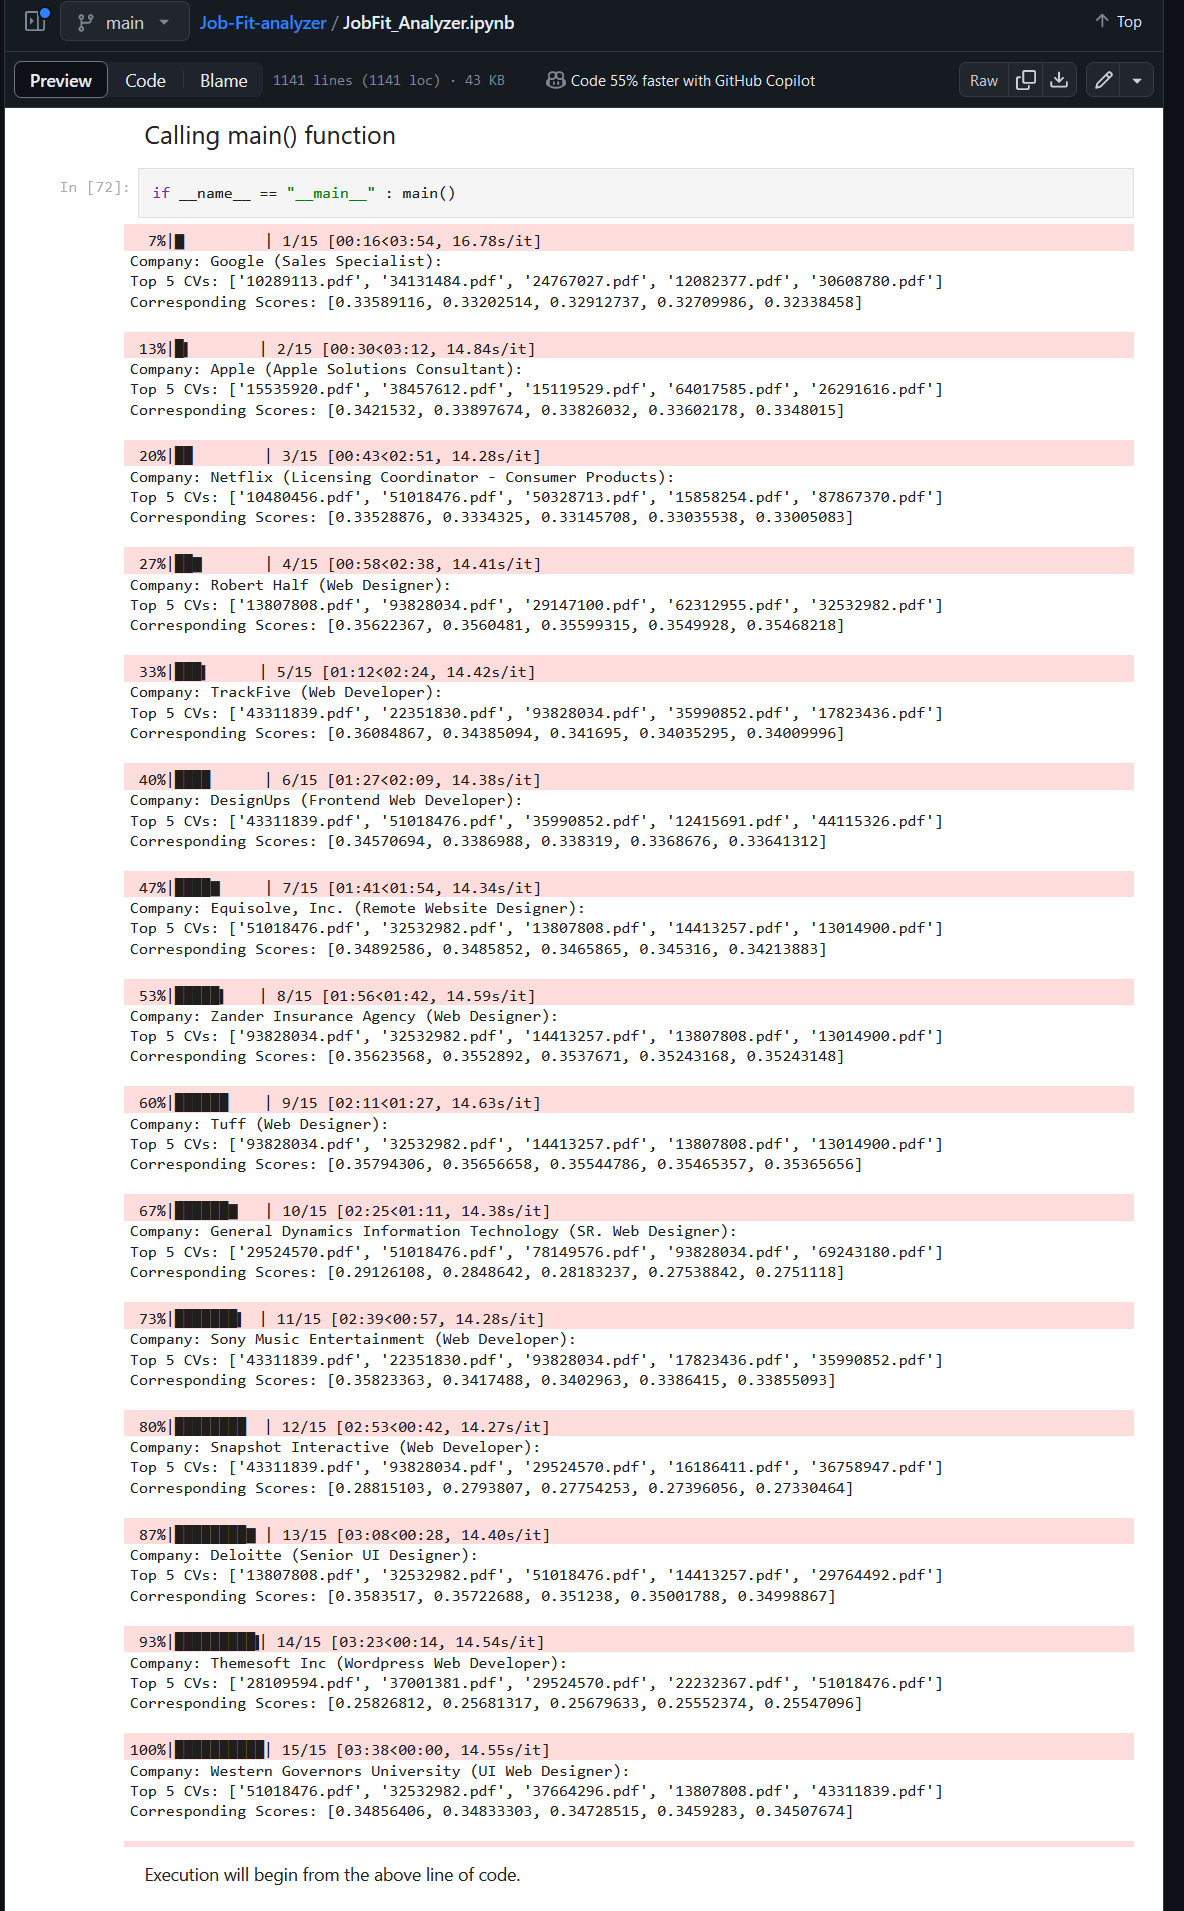 main
Job-Fit-analyzer / JobFit_Analyzer.ipynb
Top
Preview
Code
Blame
1141 lines (1141 loc) · 43 KB
Code 55% faster with GitHub Copilot
Raw
Calling main() function
In [72]:
if __name__ == "__main__" : main()
7%|█         | 1/15 [00:16<03:54, 16.78s/it]
Company: Google (Sales Specialist):
Top 5 CVs: ['10289113.pdf', '34131484.pdf', '24767027.pdf', '12082377.pdf', '30608780.pdf']
Corresponding Scores: [0.33589116, 0.33202514, 0.32912737, 0.32709986, 0.32338458]
13%|█▌        | 2/15 [00:30<03:12, 14.84s/it]
Company: Apple (Apple Solutions Consultant):
Top 5 CVs: ['15535920.pdf', '38457612.pdf', '15119529.pdf', '64017585.pdf', '26291616.pdf']
Corresponding Scores: [0.3421532, 0.33897674, 0.33826032, 0.33602178, 0.3348015]
20%|██        | 3/15 [00:43<02:51, 14.28s/it]
Company: Netflix (Licensing Coordinator - Consumer Products):
Top 5 CVs: ['10480456.pdf', '51018476.pdf', '50328713.pdf', '15858254.pdf', '87867370.pdf']
Corresponding Scores: [0.33528876, 0.3334325, 0.33145708, 0.33035538, 0.33005083]
27%|██▋       | 4/15 [00:58<02:38, 14.41s/it]
Company: Robert Half (Web Designer):
Top 5 CVs: ['13807808.pdf', '93828034.pdf', '29147100.pdf', '62312955.pdf', '32532982.pdf']
Corresponding Scores: [0.35622367, 0.3560481, 0.35599315, 0.3549928, 0.35468218]
33%|███▌      | 5/15 [01:12<02:24, 14.42s/it]
Company: TrackFive (Web Developer):
Top 5 CVs: ['43311839.pdf', '22351830.pdf', '93828034.pdf', '35990852.pdf', '17823436.pdf']
Corresponding Scores: [0.36084867, 0.34385094, 0.341695, 0.34035295, 0.34009996]
40%|████      | 6/15 [01:27<02:09, 14.38s/it]
Company: DesignUps (Frontend Web Developer):
Top 5 CVs: ['43311839.pdf', '51018476.pdf', '35990852.pdf', '12415691.pdf', '44115326.pdf']
Corresponding Scores: [0.34570694, 0.3386988, 0.338319, 0.3368676, 0.33641312]
47%|████▋     | 7/15 [01:41<01:54, 14.34s/it]
Company: Equisolve, Inc. (Remote Website Designer):
Top 5 CVs: ['51018476.pdf', '32532982.pdf', '13807808.pdf', '14413257.pdf', '13014900.pdf']
Corresponding Scores: [0.34892586, 0.3485852, 0.3465865, 0.345316, 0.34213883]
53%|█████▌    | 8/15 [01:56<01:42, 14.59s/it]
Company: Zander Insurance Agency (Web Designer):
Top 5 CVs: ['93828034.pdf', '32532982.pdf', '14413257.pdf', '13807808.pdf', '13014900.pdf']
Corresponding Scores: [0.35623568, 0.3552892, 0.3537671, 0.35243168, 0.35243148]
60%|██████    | 9/15 [02:11<01:27, 14.63s/it]
Company: Tuff (Web Designer):
Top 5 CVs: ['93828034.pdf', '32532982.pdf', '14413257.pdf', '13807808.pdf', '13014900.pdf']
Corresponding Scores: [0.35794306, 0.35656658, 0.35544786, 0.35465357, 0.35365656]
67%|██████▋   | 10/15 [02:25<01:11, 14.38s/it]
Company: General Dynamics Information Technology (SR. Web Designer):
Top 5 CVs: ['29524570.pdf', '51018476.pdf', '78149576.pdf', '93828034.pdf', '69243180.pdf']
Corresponding Scores: [0.29126108, 0.2848642, 0.28183237, 0.27538842, 0.2751118]
73%|███████▌  | 11/15 [02:39<00:57, 14.28s/it]
Company: Sony Music Entertainment (Web Developer):
Top 5 CVs: ['43311839.pdf', '22351830.pdf', '93828034.pdf', '17823436.pdf', '35990852.pdf']
Corresponding Scores: [0.35823363, 0.3417488, 0.3402963, 0.3386415, 0.33855093]
80%|████████  | 12/15 [02:53<00:42, 14.27s/it]
Company: Snapshot Interactive (Web Developer):
Top 5 CVs: ['43311839.pdf', '93828034.pdf', '29524570.pdf', '16186411.pdf', '36758947.pdf']
Corresponding Scores: [0.28815103, 0.2793807, 0.27754253, 0.27396056, 0.27330464]
87%|████████▋ | 13/15 [03:08<00:28, 14.40s/it]
Company: Deloitte (Senior UI Designer):
Top 5 CVs: ['13807808.pdf', '32532982.pdf', '51018476.pdf', '14413257.pdf', '29764492.pdf']
Corresponding Scores: [0.3583517, 0.35722688, 0.351238, 0.35001788, 0.34998867]
93%|█████████▌| 14/15 [03:23<00:14, 14.54s/it]
Company: Themesoft Inc (Wordpress Web Developer):
Top 5 CVs: ['28109594.pdf', '37001381.pdf', '29524570.pdf', '22232367.pdf', '51018476.pdf']
Corresponding Scores: [0.25826812, 0.25681317, 0.25679633, 0.25552374, 0.25547096]
100%|██████████| 15/15 [03:38<00:00, 14.55s/it]
Company: Western Governors University (UI Web Designer):
Top 5 CVs: ['51018476.pdf', '32532982.pdf', '37664296.pdf', '13807808.pdf', '43311839.pdf']
Corresponding Scores: [0.34856406, 0.34833303, 0.34728515, 0.3459283, 0.34507674]
Execution will begin from the above line of code.